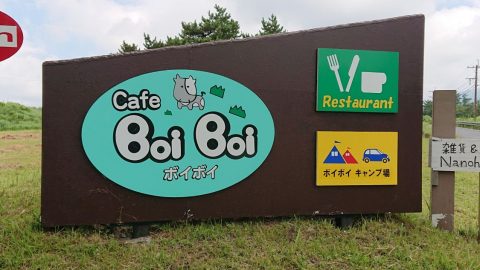 Cafe
Boi Boi
ボイボイ
Restaurant
ボイボイ キャンプ場
雑貨 &
Nanoh